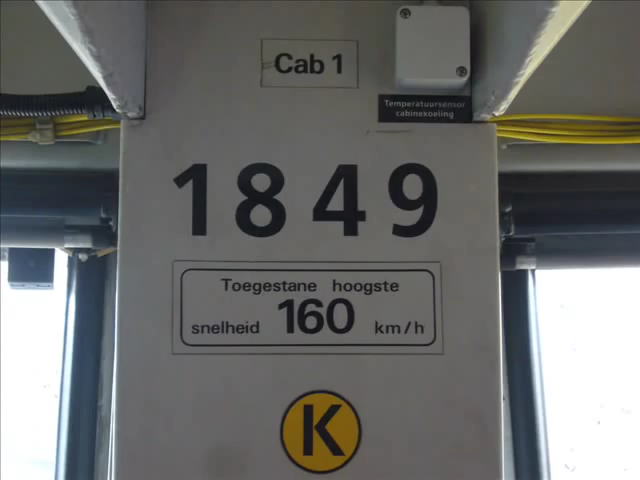 Cab 1
Temperatuursensor
cabinekoeling
1849
Toegestane hoogste
snelheid 160 km/h
K